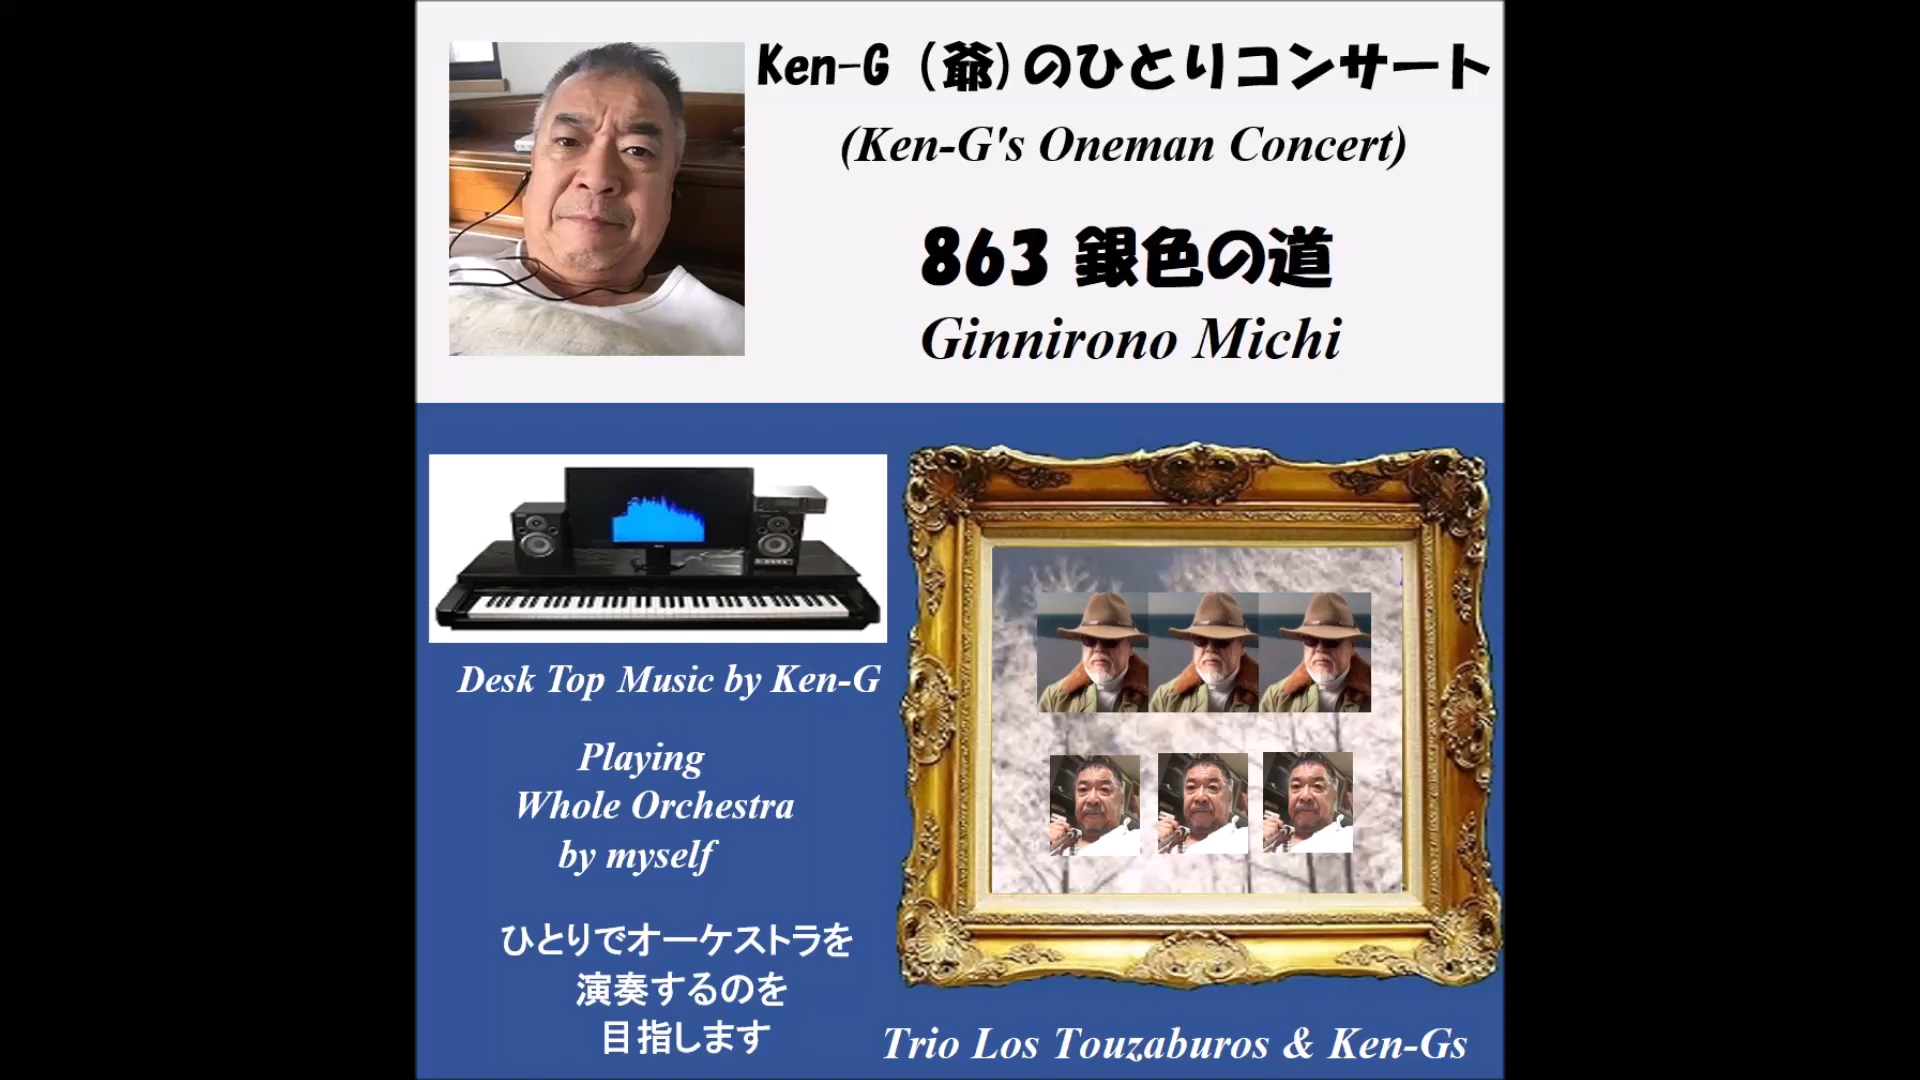 Ken-G (爺)のひとりコンサート
(Ken-G's Oneman Concert)
863 銀色の道
Ginnirono Michi
Desk Top Music by Ken-G
Playing
Whole Orchestra
by myself
ひとりでオーケストラを
演奏するのを
目指します
Trio Los Touzaburos & Ken-Gs